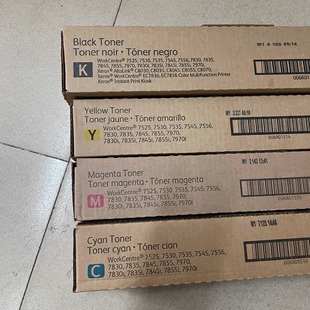 Black Toner
Toner noir • Tóner negro
K
WorkCentre® 7525, 7530, 7535, 7545, 7556, 7830, 7835,
7845, 7855, 7970, 7830i, 7835i, 7845i, 7855i, 7970i
Xerox® AltaLink® C8030, C8035, C8045, C8055, C8070,
Xerox® WorkCentre® EC7836, EC7856 Color Multifunction Printer
Xerox® Instant Print Kiosk
Yellow Toner
Toner jaune • Tóner amarillo
Y
WorkCentre® 7525, 7530, 7535, 7545, 7556,
7830, 7835, 7845, 7855, 7970,
7830i, 7835i, 7845i, 7855i, 7970i
006R01514
Magenta Toner
Toner magenta • Tóner magenta
M
WorkCentre® 7525, 7530, 7535, 7545, 7556,
7830, 7835, 7845, 7855, 7970,
7830i, 7835i, 7845i, 7855i, 7970i
006R01515
Cyan Toner
Toner cyan • Tóner cian
C
WorkCentre® 7525, 7530, 7535, 7545, 7556,
7830, 7835, 7845, 7855, 7970,
7830i, 7835i, 7845i, 7855i, 7970i
006R01516